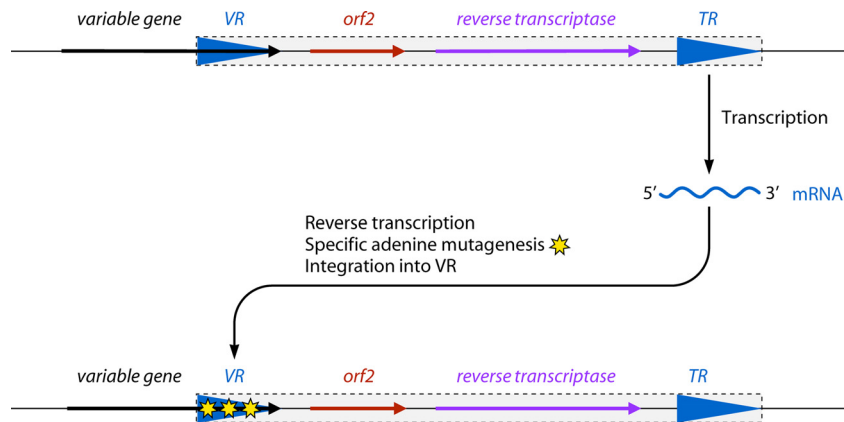 variable gene VR orf2 reverse transcriptase TR
Transcription
5′ 3′ mRNA
Reverse transcription
Specific adenine mutagenesis
Integration into VR
variable gene VR orf2 reverse transcriptase TR